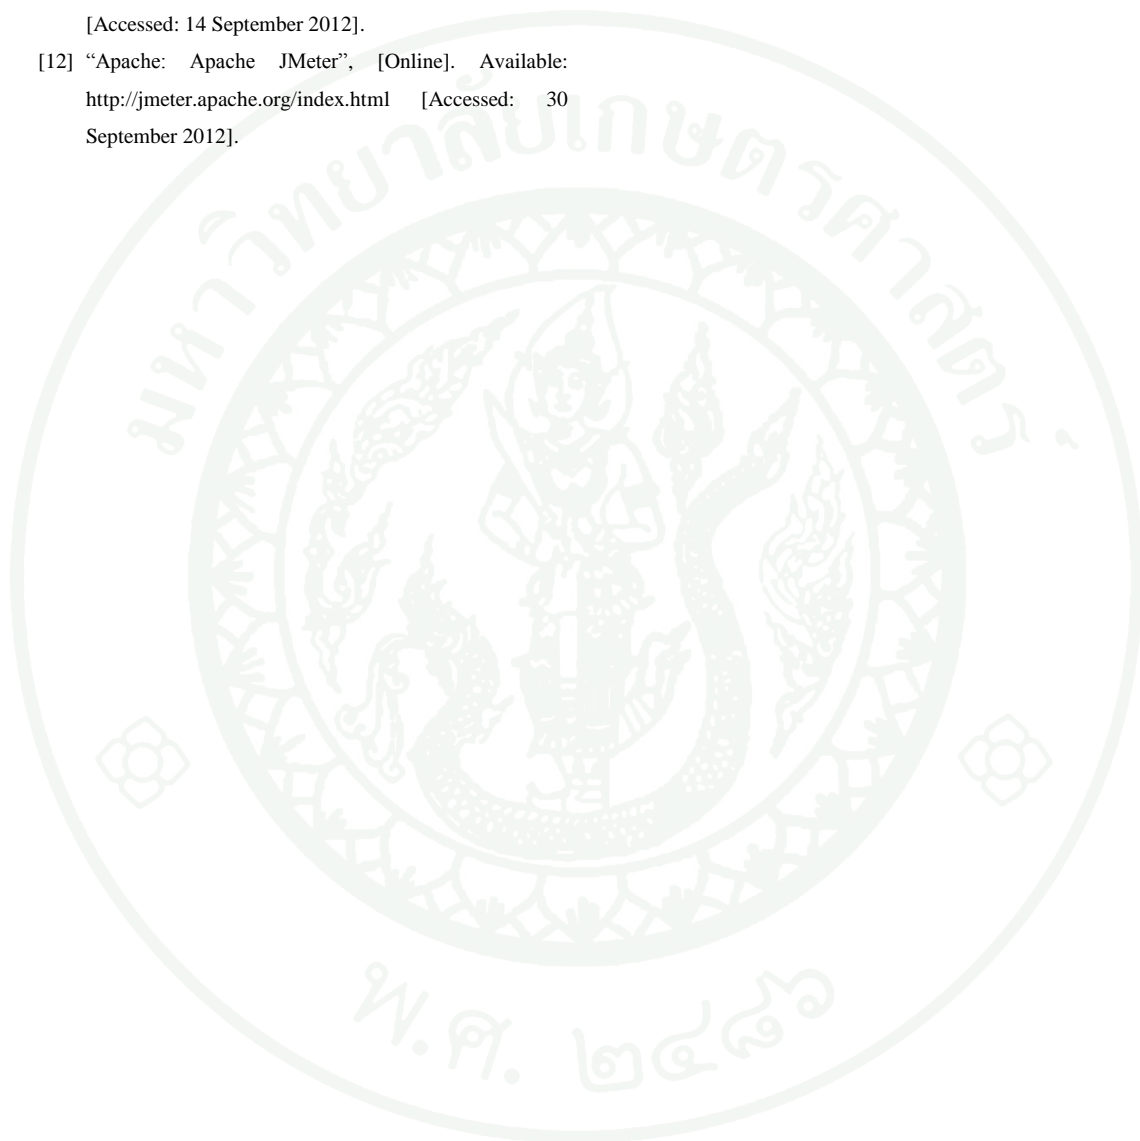 [Accessed: 14 September 2012].
[12] “Apache: Apache JMeter”, [Online]. Available:
http://jmeter.apache.org/index.html [Accessed: 30
September 2012].
มหาวิทยาลัยเกษตรศาสตร์
พ.ศ. ๒๔๘๖